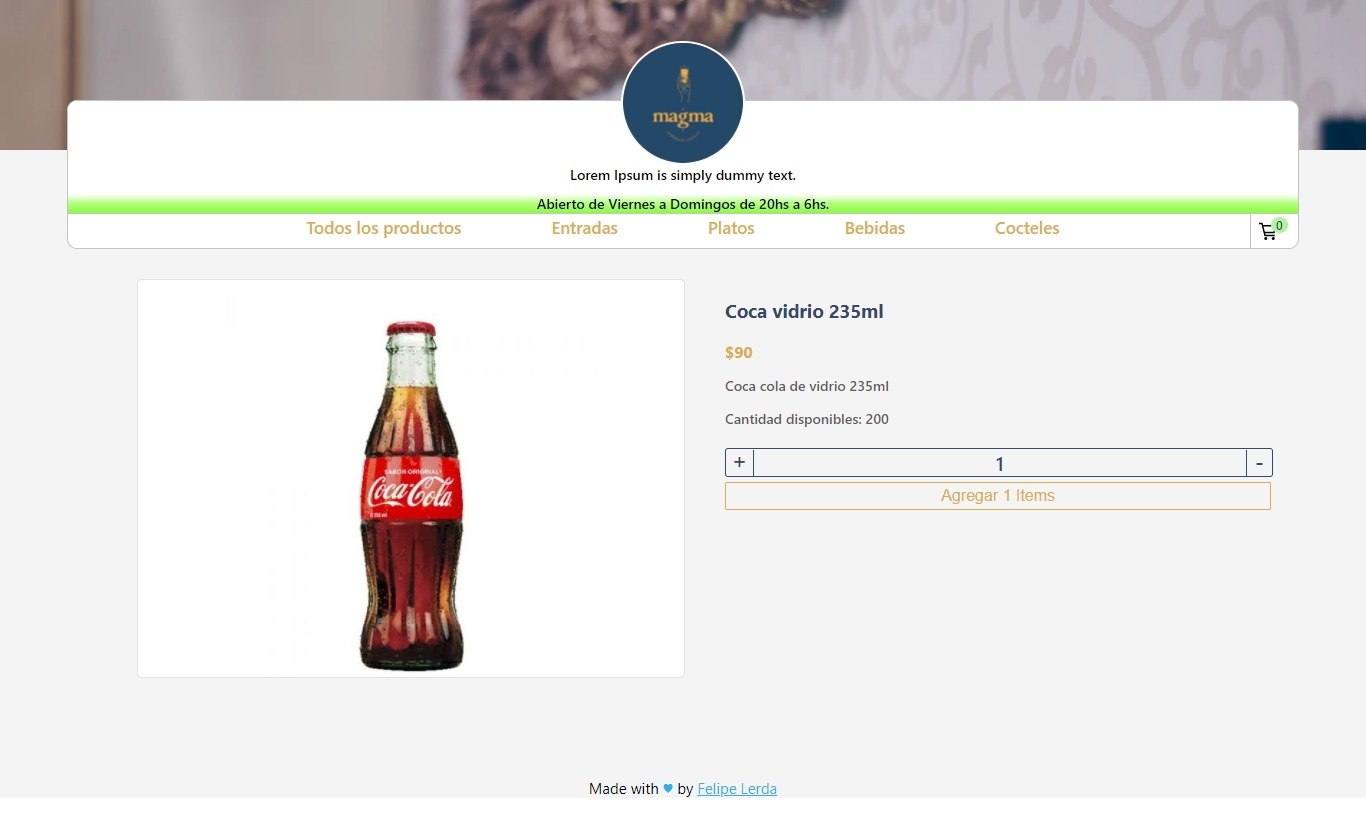 magma
Lorem Ipsum is simply dummy text.
Abierto de Viernes a Domingos de 20hs a 6hs.
Todos los productos Entradas Platos Bebidas Cocteles 0
Coca vidrio 235ml
$90
Coca cola de vidrio 235ml
Cantidad disponibles: 200
+ 1 -
Agregar 1 Items
SABOR ORIGINAL
Coca-Cola
Made with ♥ by Felipe Lerda